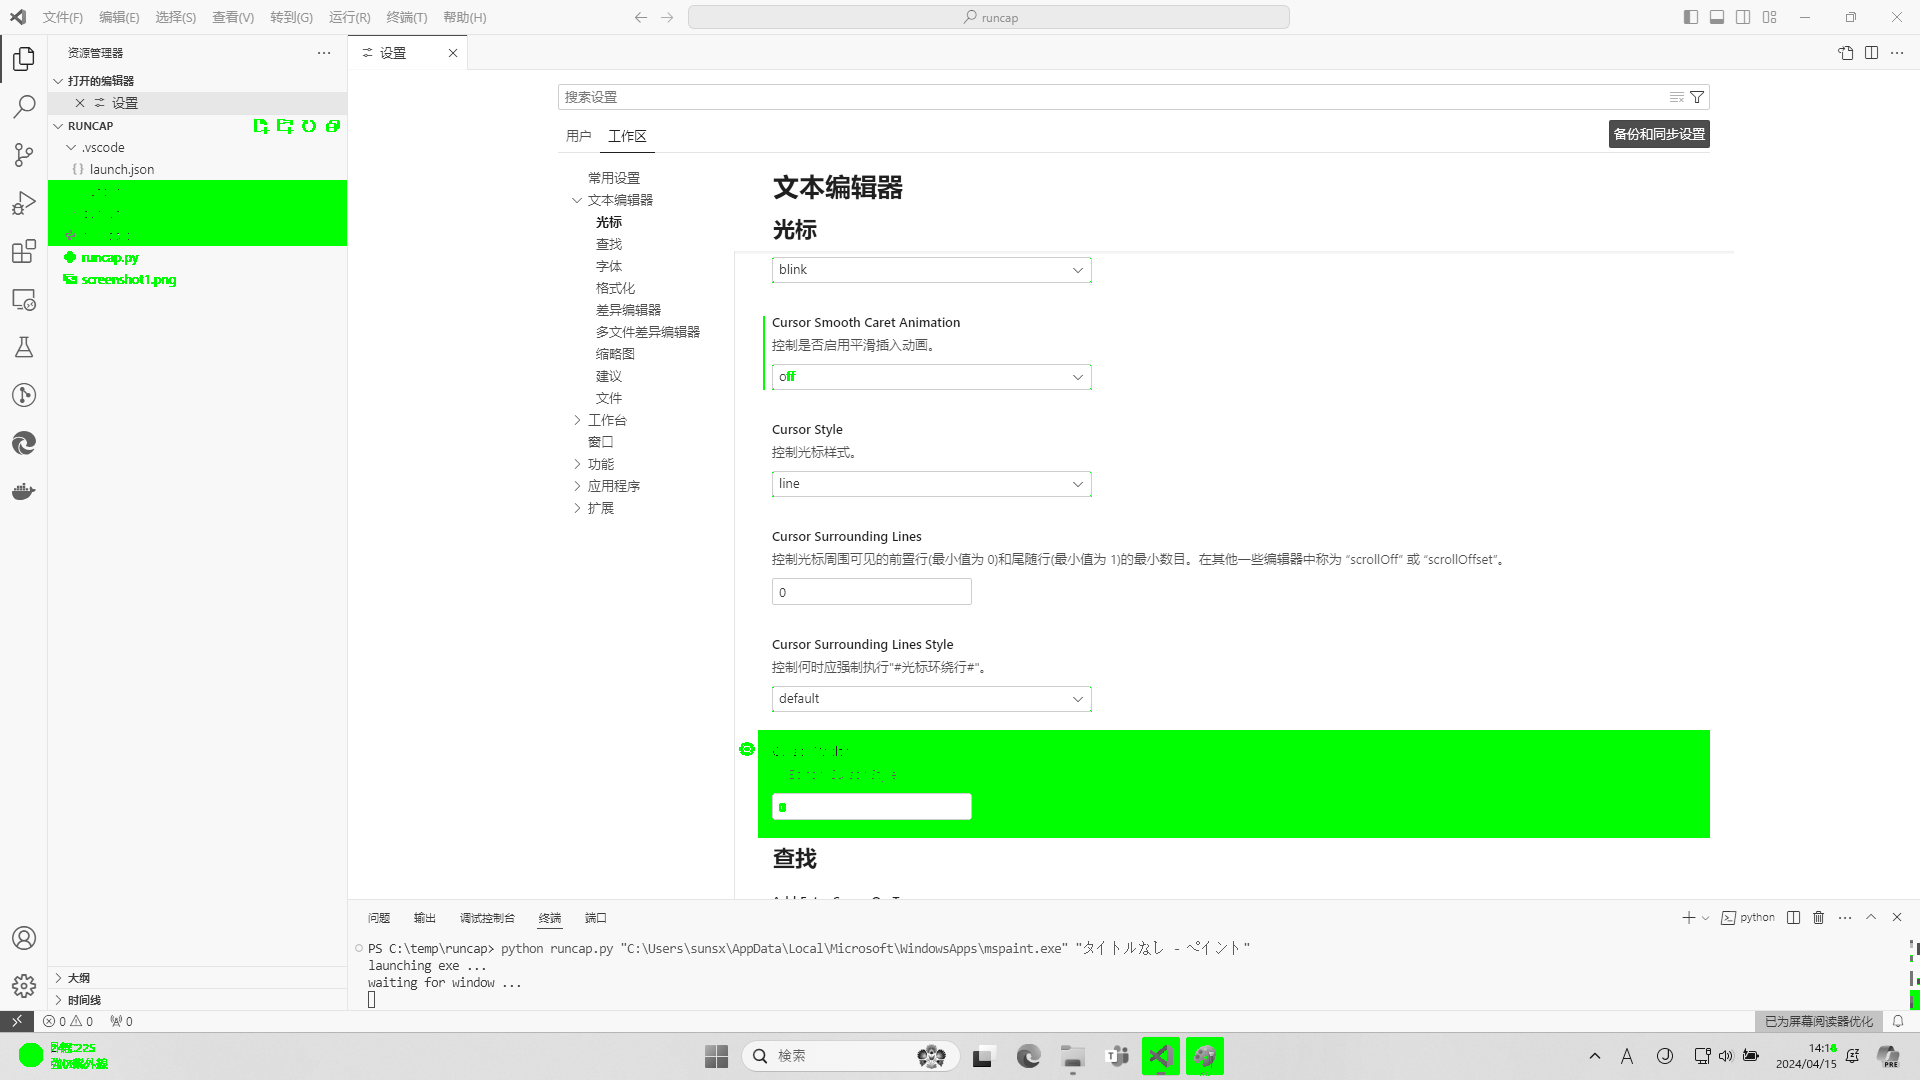 文件(F) 编辑(E) 选择(S) 查看(V) 转到(G) 运行(R) 终端(T) 帮助(H)
runcap
资源管理器
设置
打开的编辑器
设置
RUNCAP
.vscode
launch.json
runcap.py
screenshot1.png
大纲
时间线
搜索设置
用户 工作区
备份和同步设置
常用设置
文本编辑器
光标
查找
字体
格式化
差异编辑器
多文件差异编辑器
缩略图
建议
文件
工作台
窗口
功能
应用程序
扩展
文本编辑器
光标
blink
Cursor Smooth Caret Animation
控制是否启用平滑插入动画。
off
Cursor Style
控制光标样式。
line
Cursor Surrounding Lines
控制光标周围可见的前置行(最小值为 0)和尾随行(最小值为 1)的最小数目。在其他一些编辑器中称为 “scrollOff” 或 “scrollOffset”。
0
Cursor Surrounding Lines Style
控制何时应强制执行"#光标环绕行#"。
default
查找
问题 输出 调试控制台 终端 端口
python
PS C:\temp\runcap> python runcap.py "C:\Users\sunsx\AppData\Local\Microsoft\WindowsApps\mspaint.exe" "タイトルなし - ペイント"
launching exe ...
waiting for window ...
0 0 0
已为屏幕阅读器优化
検索
A
14:14
2024/04/15
PRE